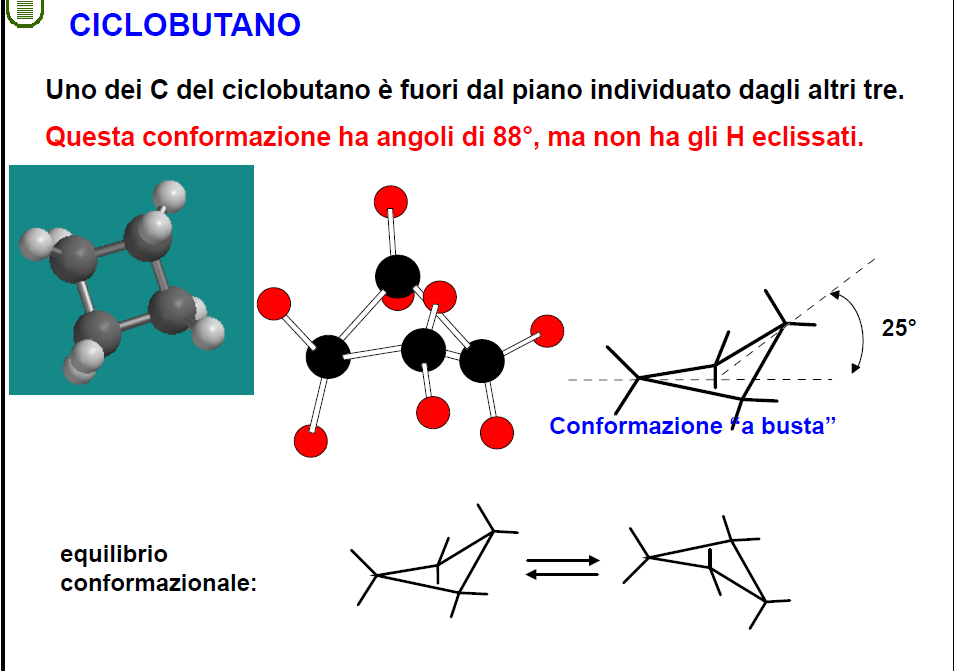 CICLOBUTANO
Uno dei C del ciclobutano è fuori dal piano individuato dagli altri tre.
Questa conformazione ha angoli di 88°, ma non ha gli H eclissati.
25°
Conformazione “a busta”
equilibrio
conformazionale: